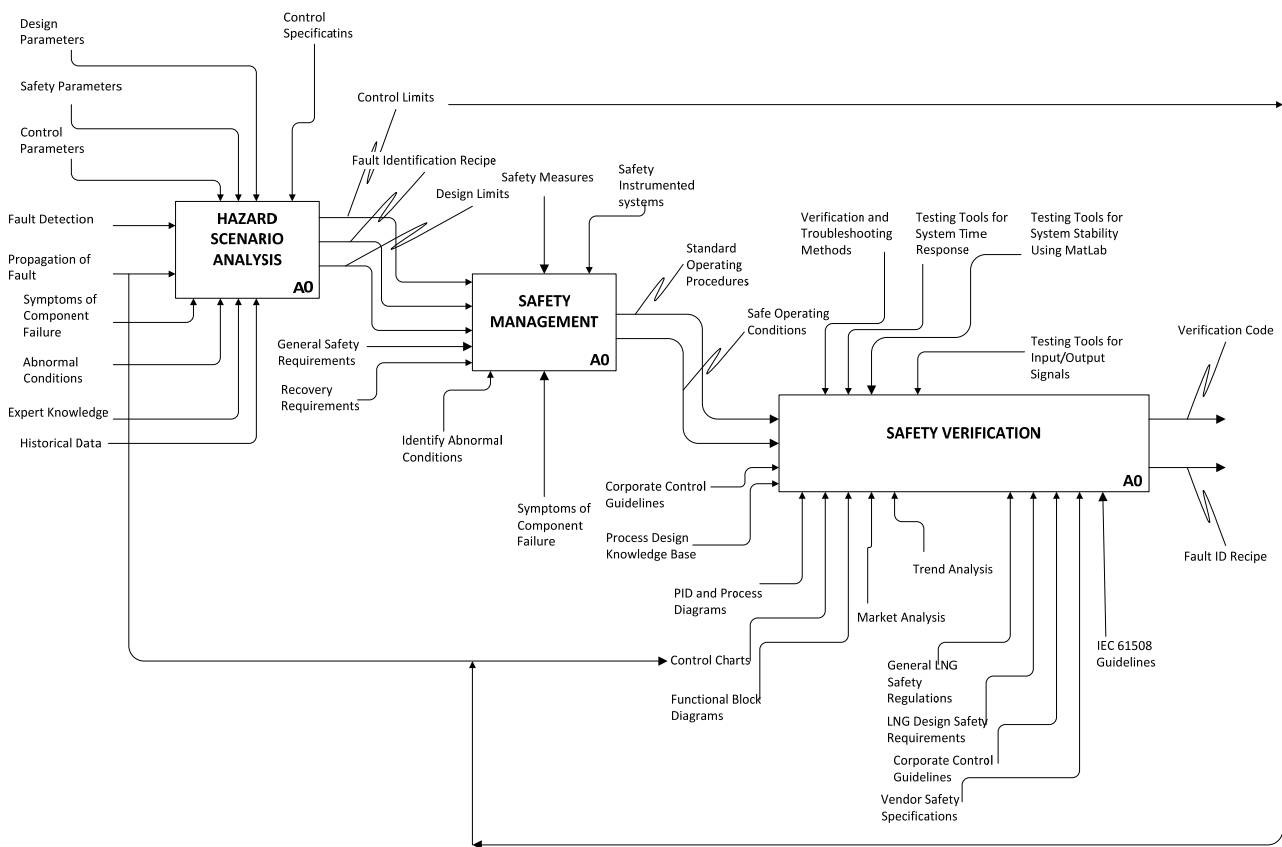 Design
Parameters
Control
Specificatins
Safety Parameters
Control Limits
Control
Parameters
Fault Identification Recipe
Design Limits
Safety Measures
Safety
Instrumented
systems
Fault Detection
HAZARD
SCENARIO
ANALYSIS
A0
Propagation of
Fault
Symptoms of
Component
Failure
Abnormal
Conditions
Expert Knowledge
Historical Data
SAFETY
MANAGEMENT
A0
General Safety
Requirements
Recovery
Requirements
Identify Abnormal
Conditions
Symptoms of
Component
Failure
Standard
Operating
Procedures
Safe Operating
Conditions
Verification and
Troubleshooting
Methods
Testing Tools for
System Time
Response
Testing Tools for
System Stability
Using MatLab
Testing Tools for
Input/Output
Signals
Verification Code
SAFETY VERIFICATION
A0
Corporate Control
Guidelines
Process Design
Knowledge Base
PID and Process
Diagrams
Control Charts
Functional Block
Diagrams
Trend Analysis
Market Analysis
General LNG
Safety
Regulations
LNG Design Safety
Requirements
Corporate Control
Guidelines
Vendor Safety
Specifications
IEC 61508
Guidelines
Fault ID Recipe